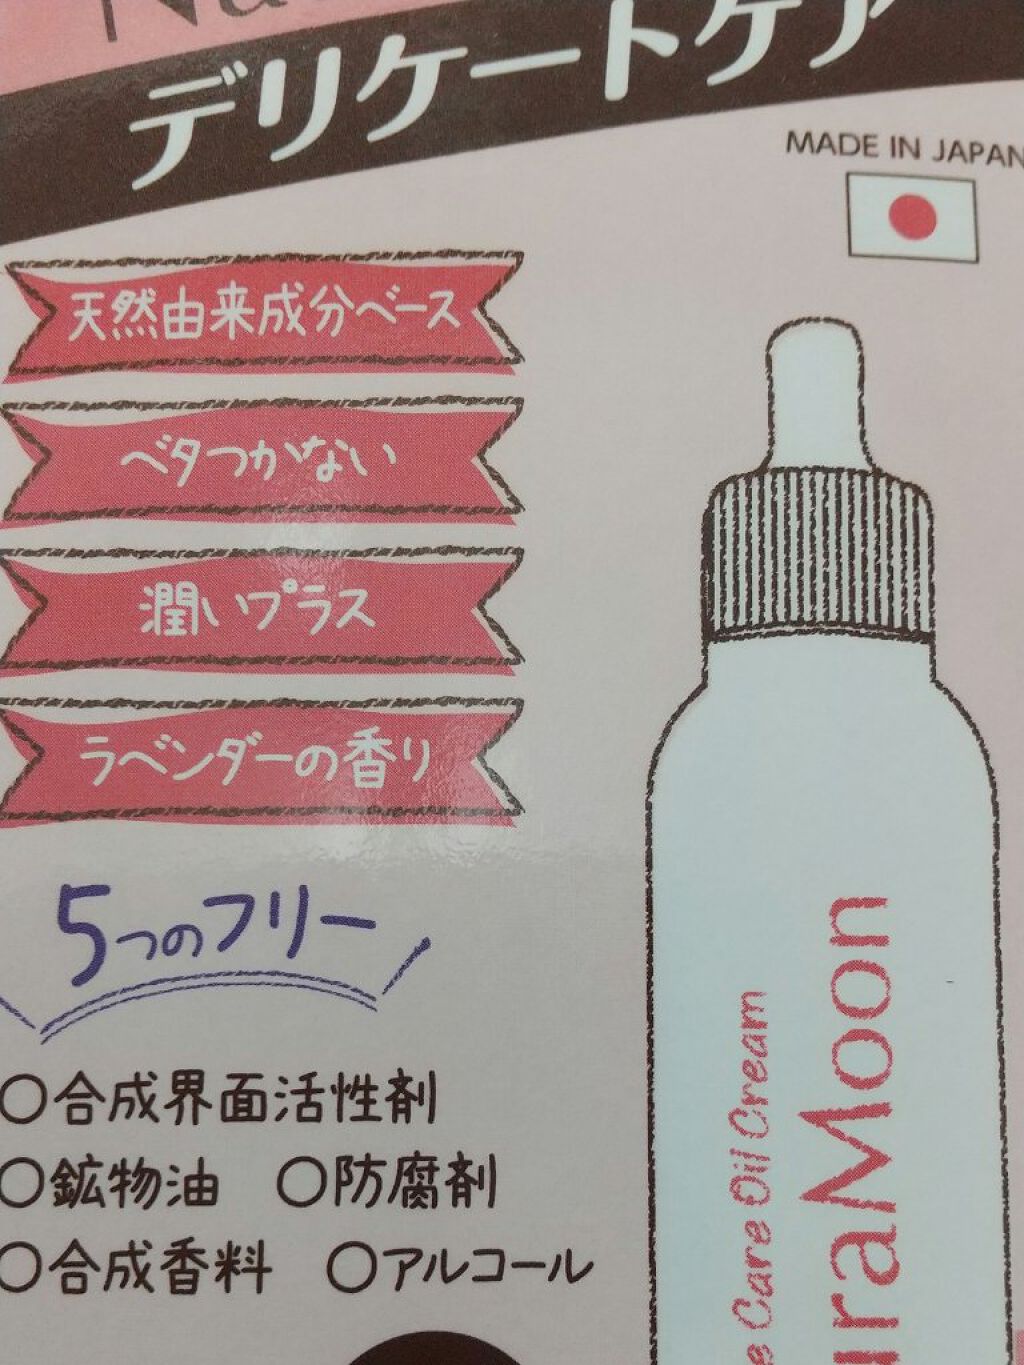 デリケートケア
MADE IN JAPAN
天然由来成分ベース
ベタつかない
潤いプラス
ラベンダーの香り
5つのフリー
○合成界面活性剤
○鉱物油 ○防腐剤
○合成香料 ○アルコール
Care Oil Cream
uraMoon